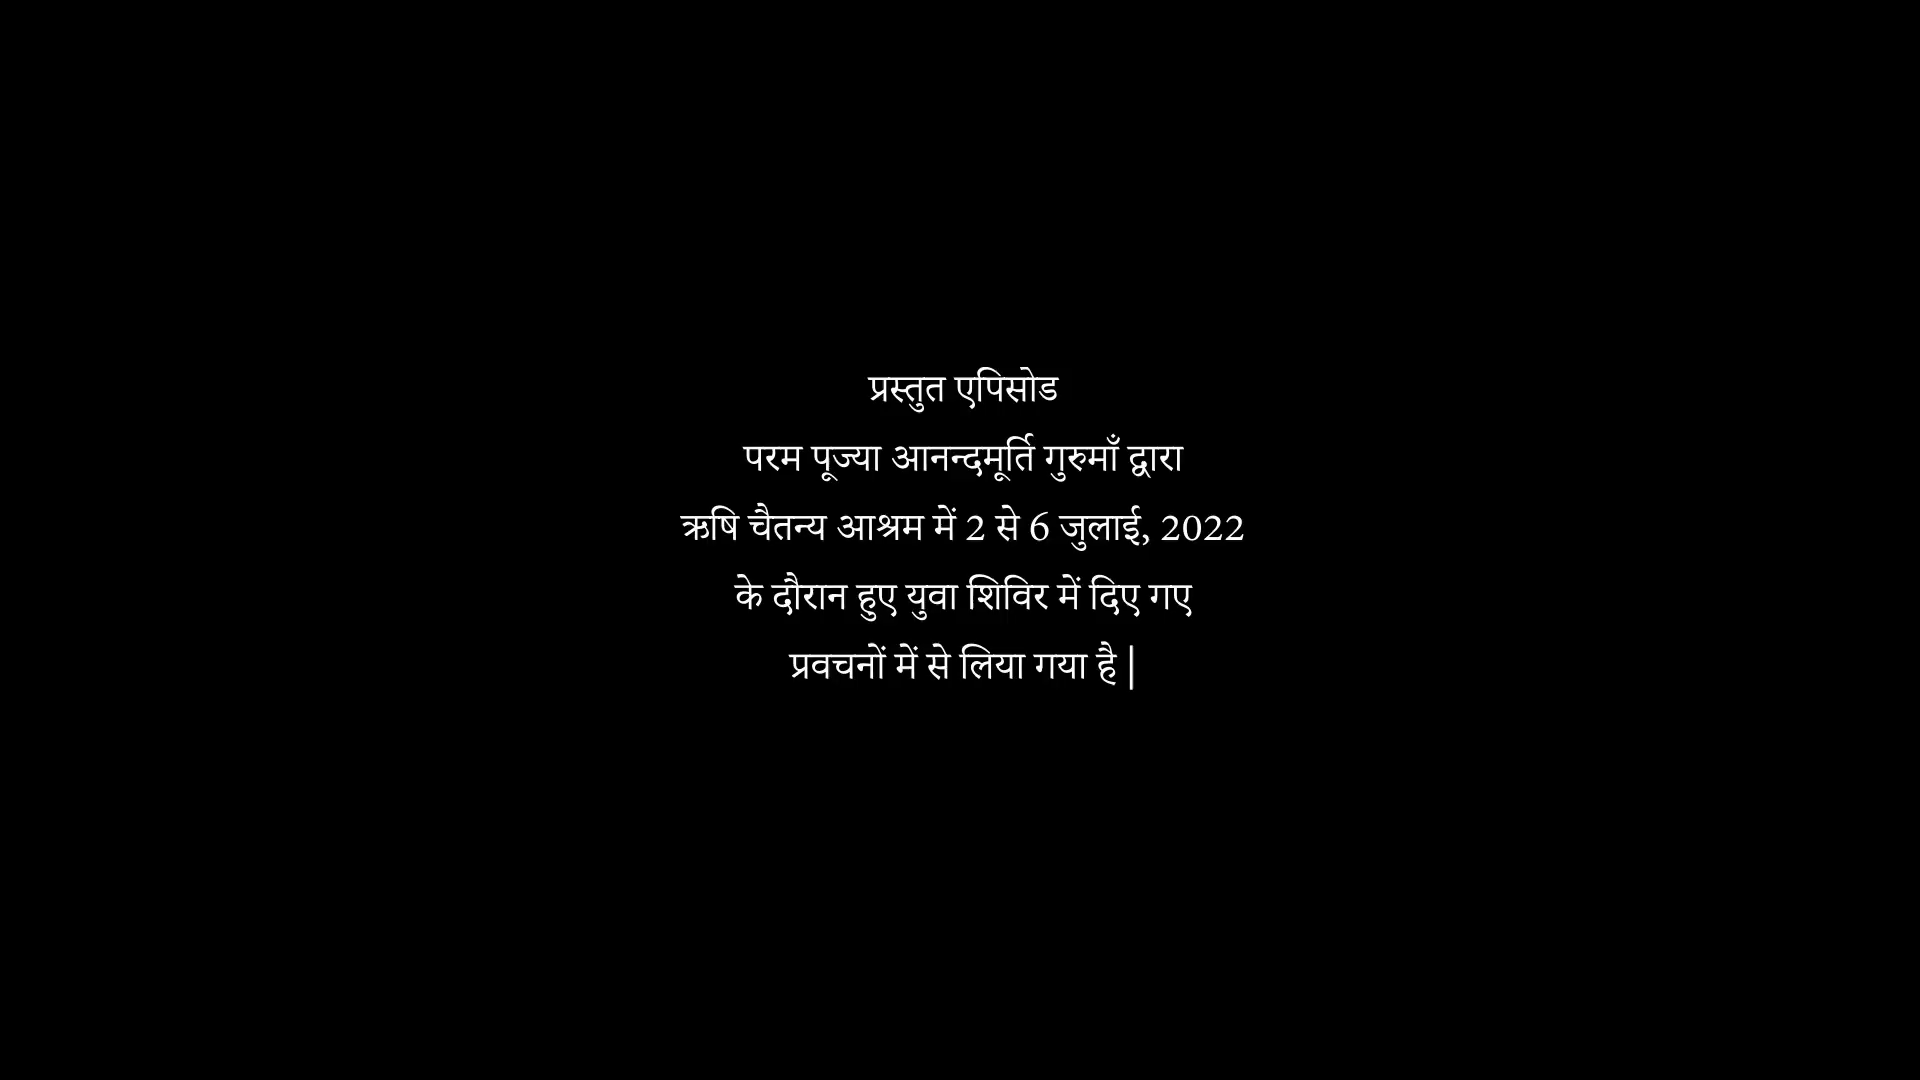 प्रस्तुत एपिसोड
परम पूज्या आनन्दमूर्ति गुरुमाँ द्वारा
ऋषि चैतन्य आश्रम में 2 से 6 जुलाई, 2022
के दौरान हुए युवा शिविर में दिए गए
प्रवचनों में से लिया गया है |